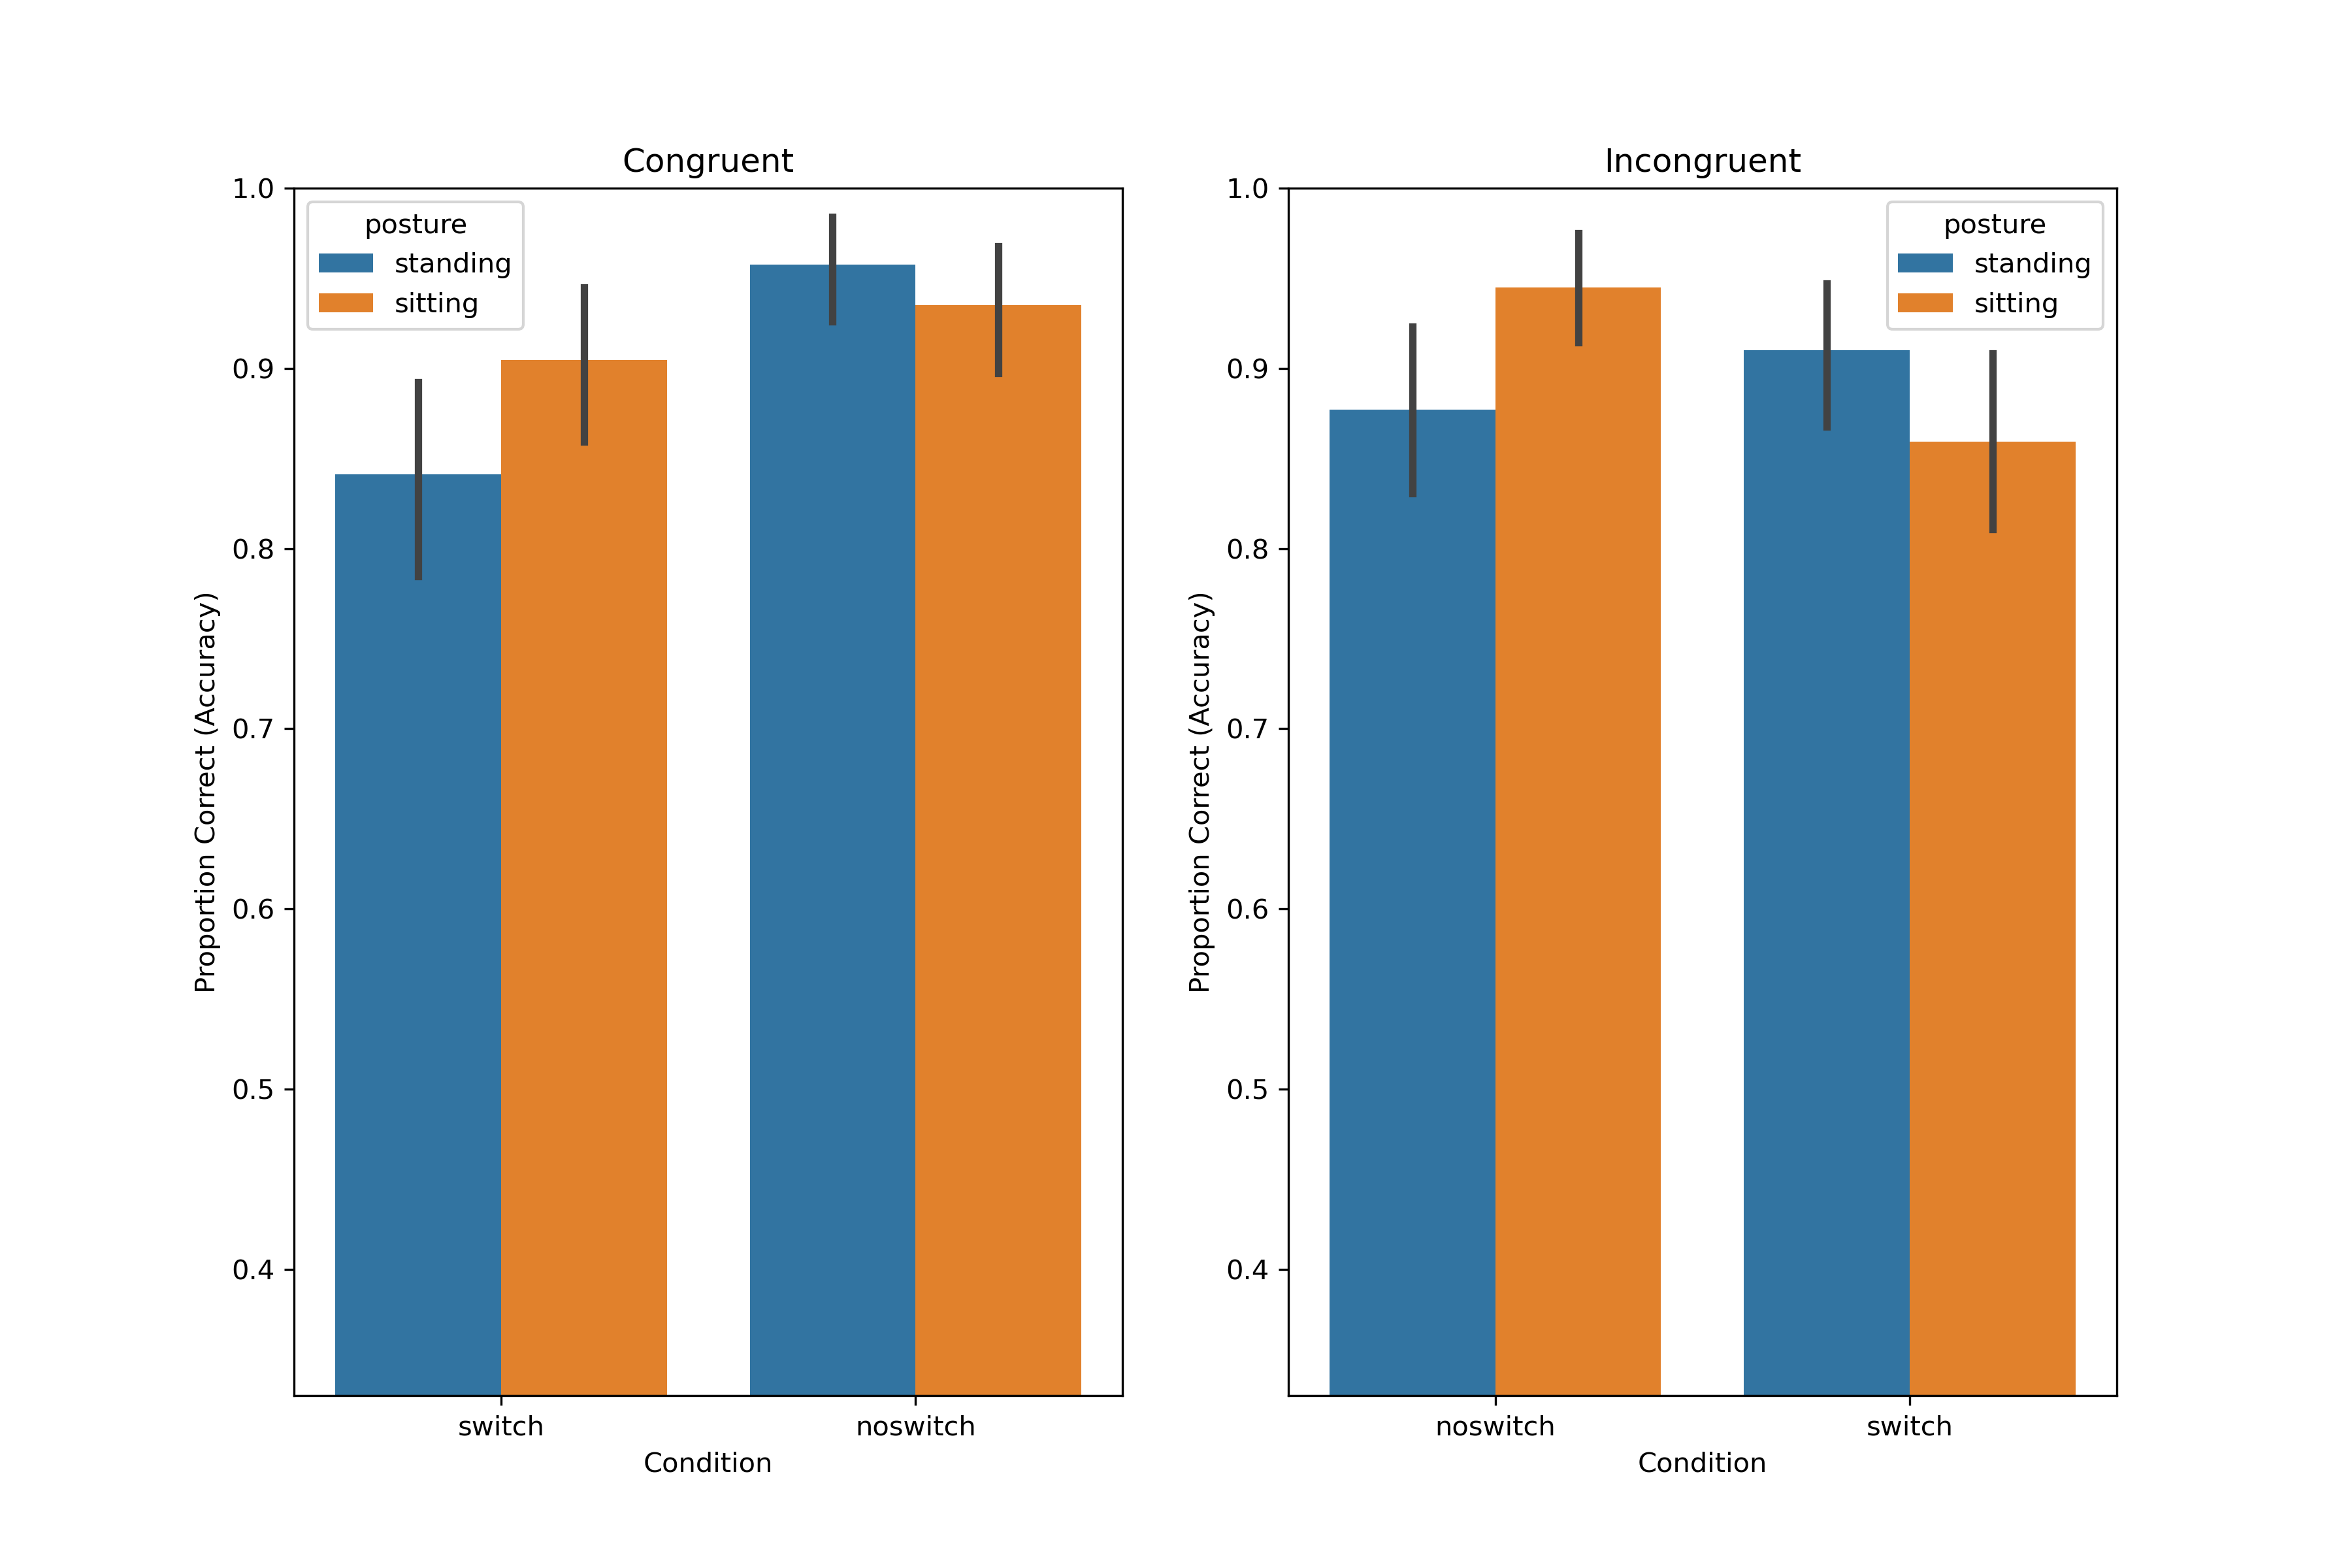 Congruent
1.0
0.9
0.8
0.7
0.6
0.5
0.4
Proportion Correct (Accuracy)
posture
standing
sitting
switch
noswitch
Condition
Incongruent
1.0
0.9
0.8
0.7
0.6
0.5
0.4
Proportion Correct (Accuracy)
posture
standing
sitting
noswitch
switch
Condition